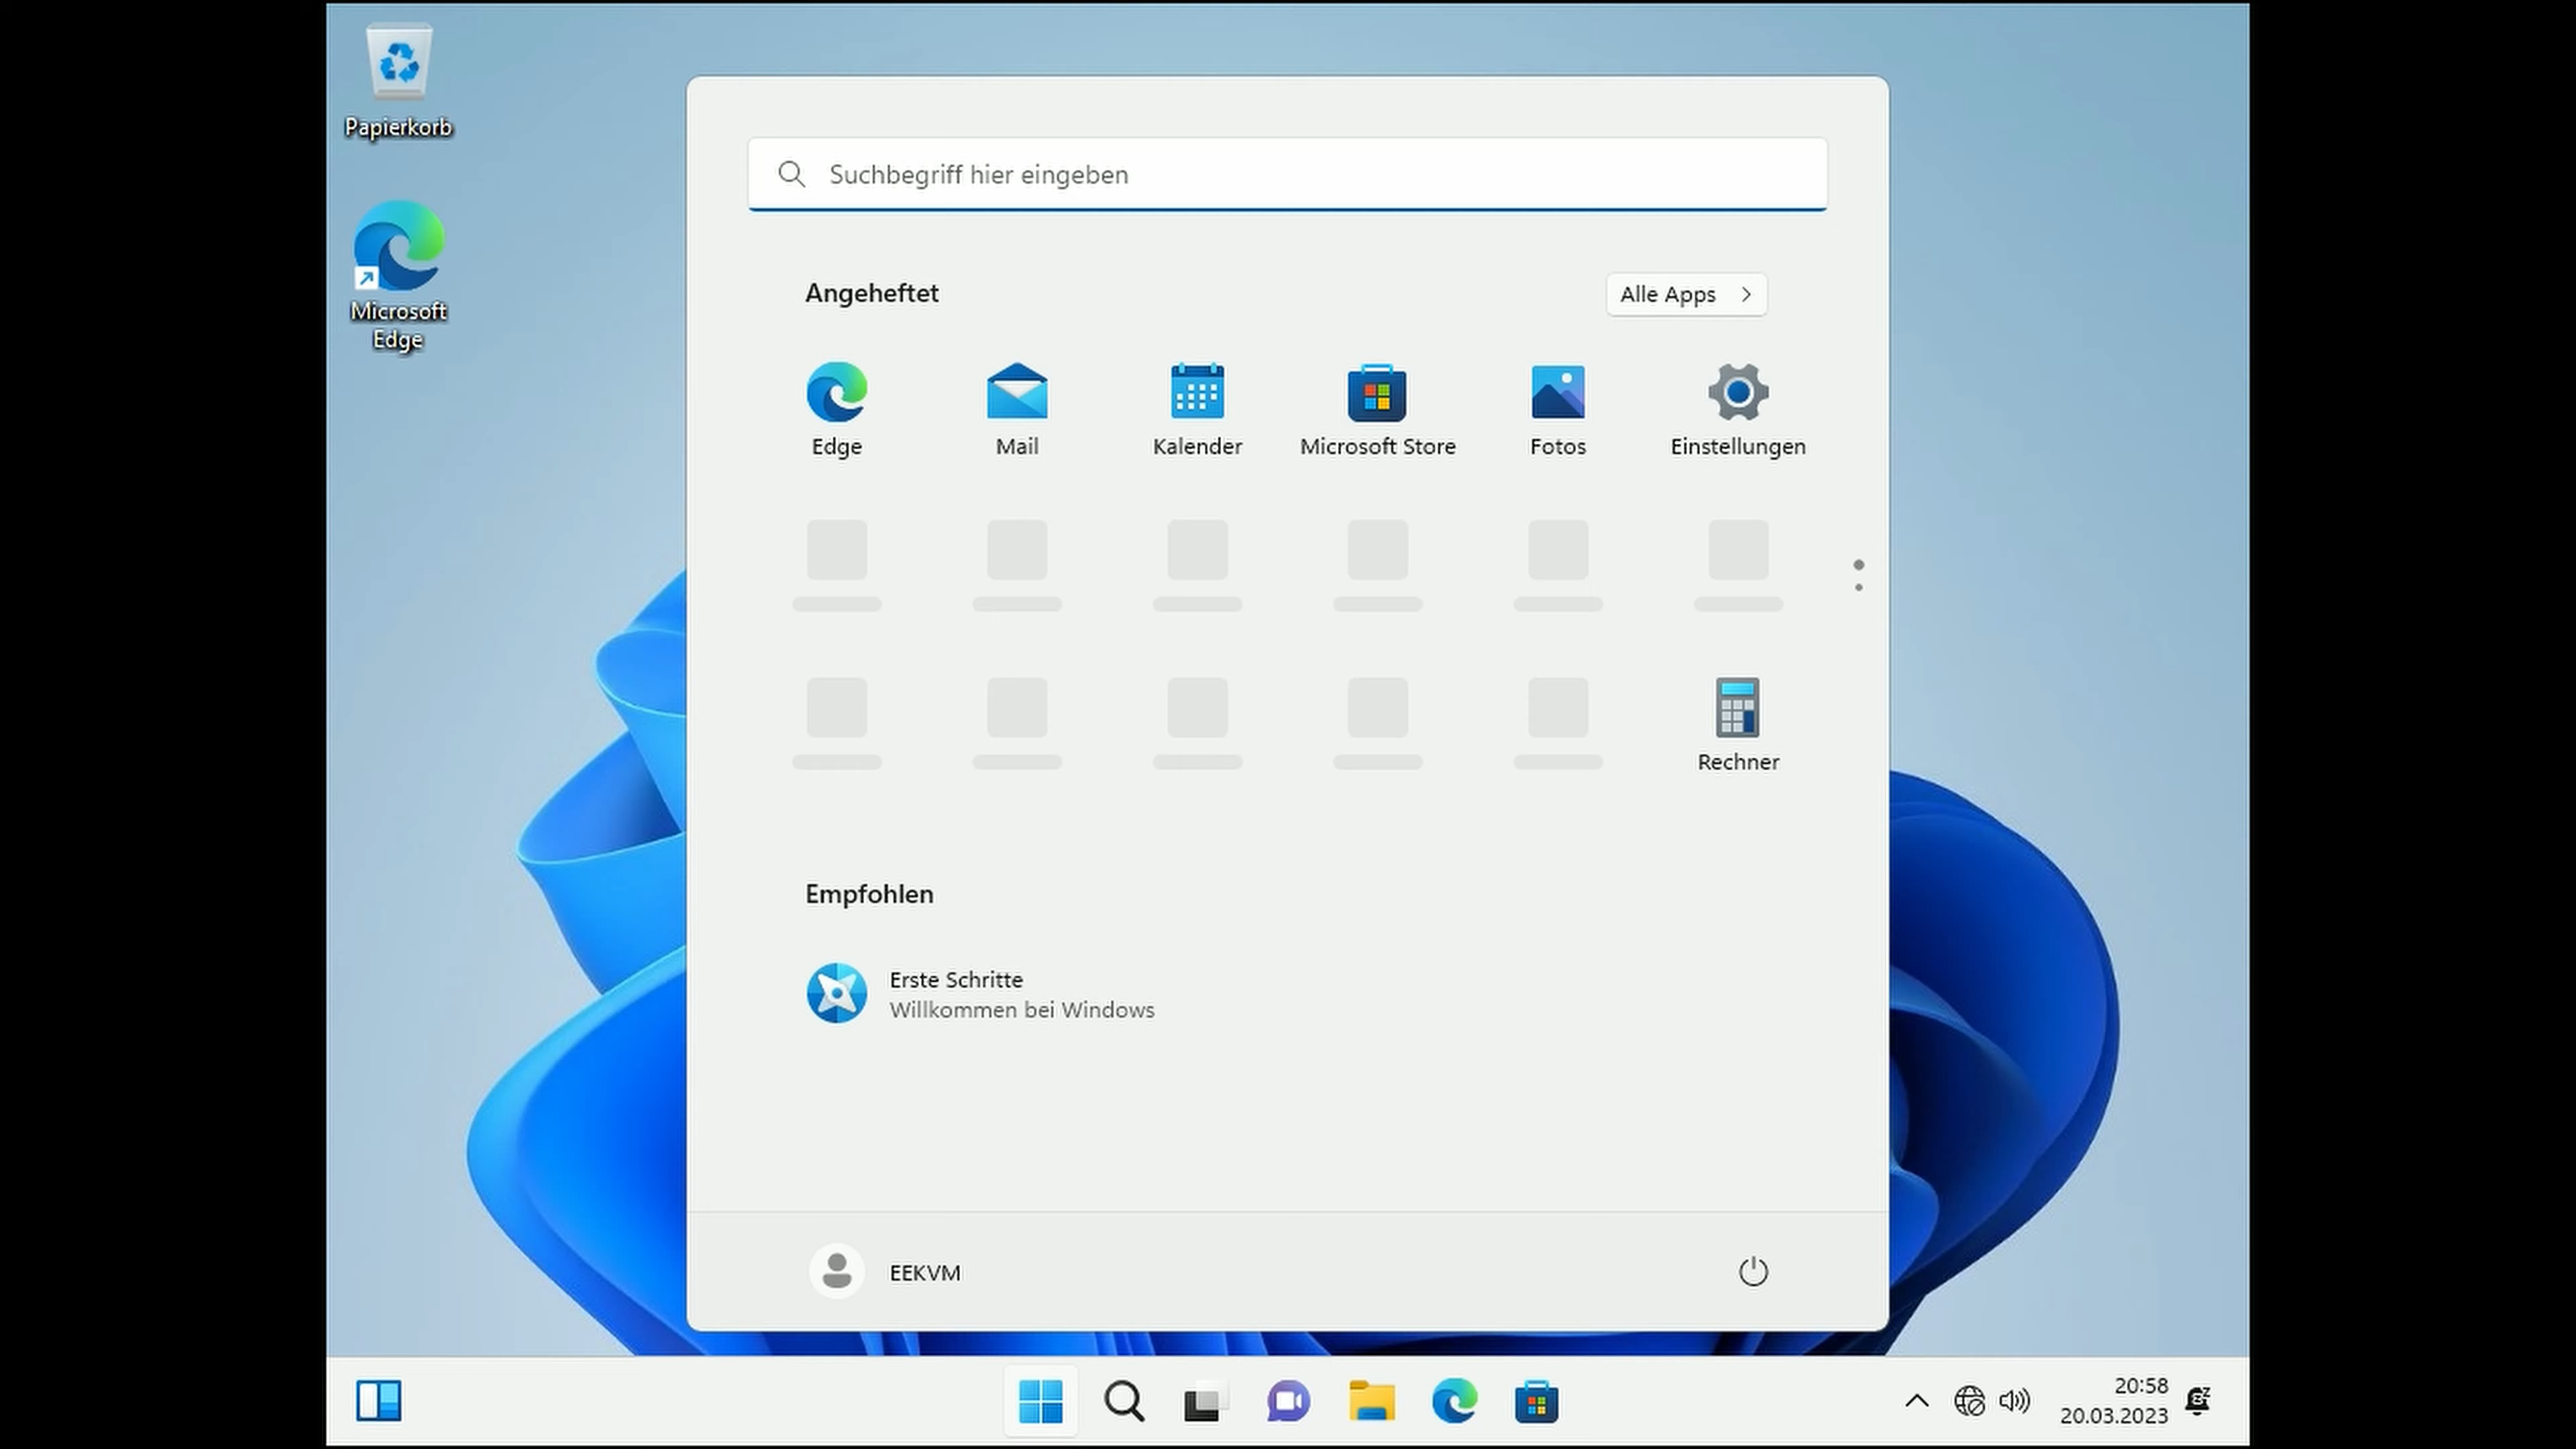 Papierkorb
Microsoft
Edge
Suchbegriff hier eingeben
Angeheftet
Alle Apps
Edge
Mail
Kalender
Microsoft Store
Fotos
Einstellungen
Rechner
Empfohlen
Erste Schritte
Willkommen bei Windows
EEKVM
20:58
20.03.2023